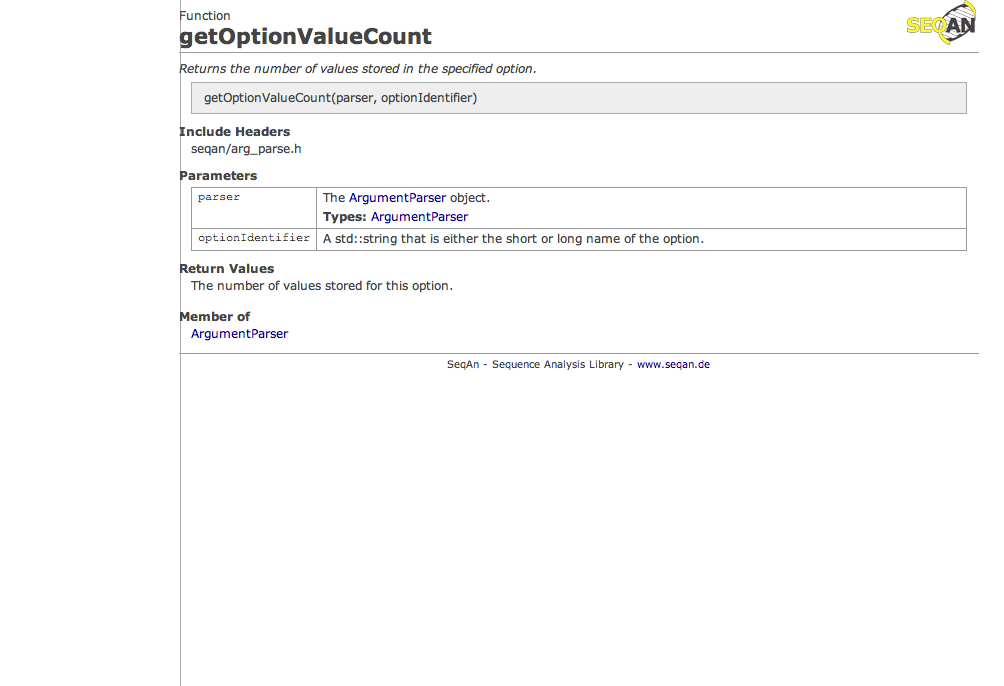 Function
SEQAN
getOptionValueCount
Returns the number of values stored in the specified option.
getOptionValueCount(parser, optionIdentifier)
Include Headers
seqan/arg_parse.h
Parameters
parser The ArgumentParser object.
Types: ArgumentParser
optionIdentifier A std::string that is either the short or long name of the option.
Return Values
The number of values stored for this option.
Member of
ArgumentParser
SeqAn - Sequence Analysis Library - www.seqan.de